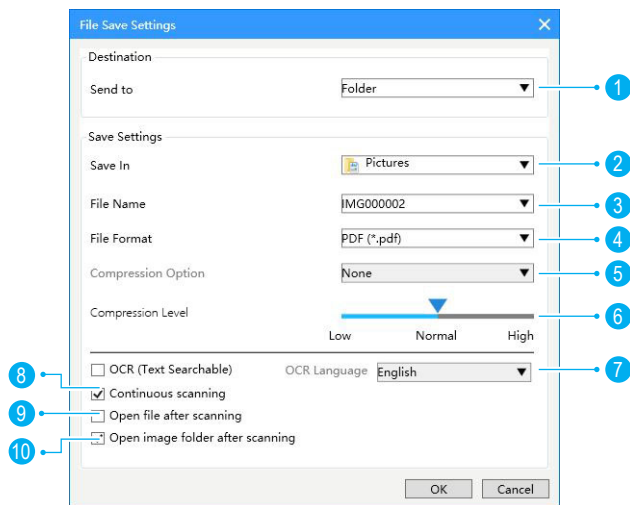 File Save Settings
Destination
Send to Folder 1
Save Settings
Save In Pictures 2
File Name IMG000002 3
File Format PDF (*.pdf) 4
Compression Option None 5
Compression Level 6
Low Normal High
OCR (Text Searchable) OCR Language English 7
8 Continuous scanning
9 Open file after scanning
10 Open image folder after scanning
OK Cancel